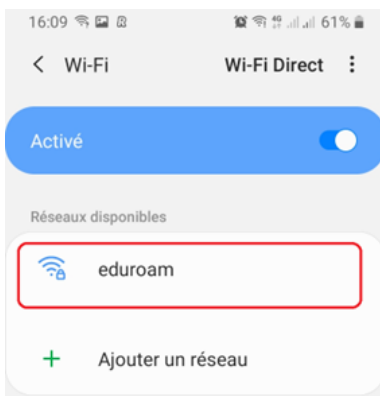 16:09 61%
Wi-Fi Wi-Fi Direct
Activé
Réseaux disponibles
eduroam
Ajouter un réseau